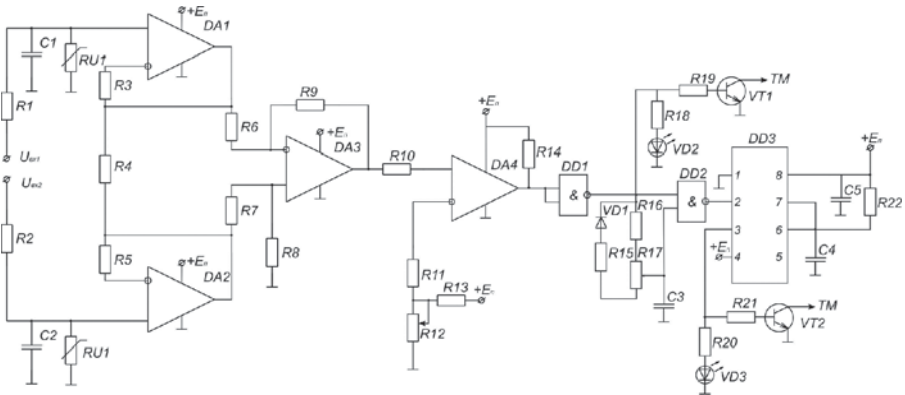 +Eп
DA1
C1
RU1
R3
R1
R6
R9
+Eп
DA3
R4
Uвх1
Uвх2
R7
R8
R2
R5
+Eп
DA2
C2
RU1
R10
+Eп
DA4
R14
R11
R13
+Eп
R12
DD1
&
R19
TM
VT1
R18
VD2
DD2
&
VD1
R16
R15
R17
C3
DD3
1
2
3
4
8
7
6
5
+Eп
+Eп
C5
R22
C4
R21
TM
VT2
R20
VD3